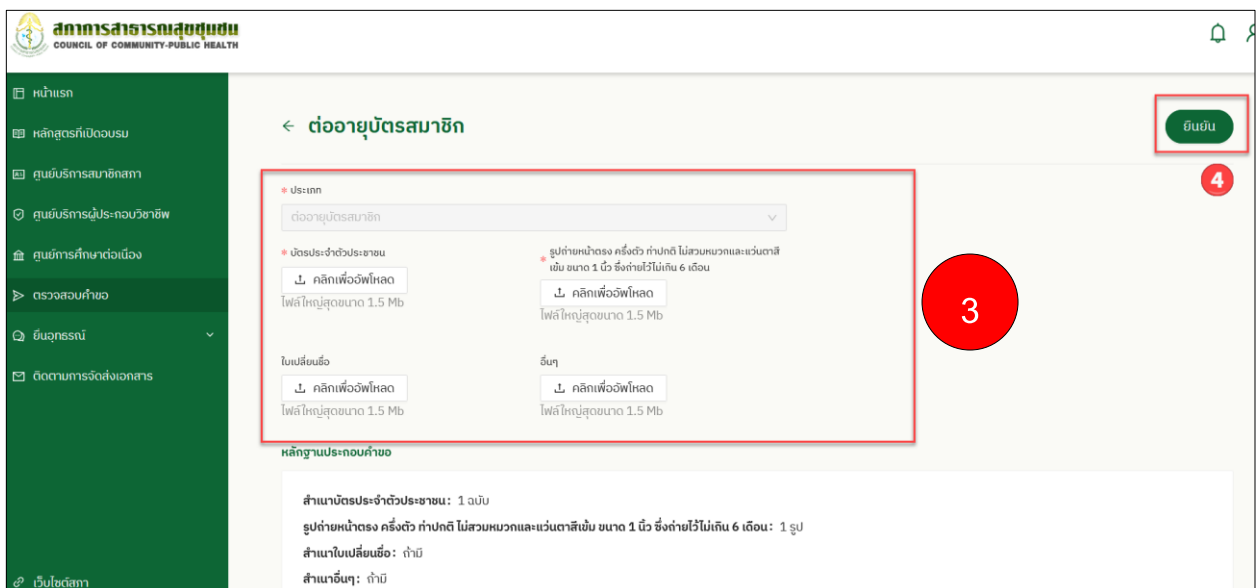 สภาการสาธารณสุขชุมชน
COUNCIL OF COMMUNITY-PUBLIC HEALTH
หน้าแรก
หลักสูตรที่เปิดอบรม
ศูนย์บริการสมาชิกสภา
ศูนย์บริการผู้ประกอบวิชาชีพ
ศูนย์การศึกษาต่อเนื่อง
ตรวจสอบคำขอ
ยื่นอุทธรณ์
ติดตามการจัดส่งเอกสาร
เว็บไซต์สภา
← ต่ออายุบัตรสมาชิก
ยืนยัน
4
* ประเภท
ต่ออายุบัตรสมาชิก
* บัตรประจำตัวประชาชน
คลิกเพื่ออัพโหลด
ไฟล์ใหญ่สุดขนาด 1.5 Mb
* รูปถ่ายหน้าตรง ครึ่งตัว ท่าปกติ ไม่สวมหมวกและแว่นตาสี
เข้ม ขนาด 1 นิ้ว ซึ่งถ่ายไว้ไม่เกิน 6 เดือน
คลิกเพื่ออัพโหลด
ไฟล์ใหญ่สุดขนาด 1.5 Mb
3
ใบเปลี่ยนชื่อ
คลิกเพื่ออัพโหลด
ไฟล์ใหญ่สุดขนาด 1.5 Mb
อื่นๆ
คลิกเพื่ออัพโหลด
ไฟล์ใหญ่สุดขนาด 1.5 Mb
หลักฐานประกอบคำขอ
สำเนาบัตรประจำตัวประชาชน: 1 ฉบับ
รูปถ่ายหน้าตรง ครึ่งตัว ท่าปกติ ไม่สวมหมวกและแว่นตาสีเข้ม ขนาด 1 นิ้ว ซึ่งถ่ายไว้ไม่เกิน 6 เดือน: 1 รูป
สำเนาใบเปลี่ยนชื่อ: ถ้ามี
สำเนาอื่นๆ: ถ้ามี